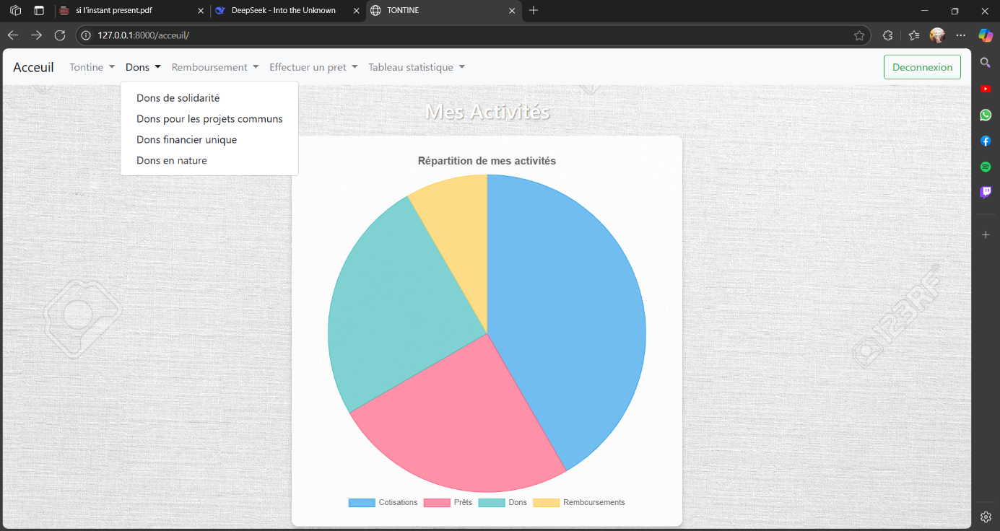 si l'instant present.pdf
DeepSeek - Into the Unknown
TONTINE
127.0.0.1:8000/acceuil/
Acceuil Tontine Dons Remboursement Effectuer un pret Tableau statistique Deconnexion
Dons de solidarité
Dons pour les projets communs
Dons financier unique
Dons en nature
Mes Activités
Répartition de mes activités
Cotisations Prêts Dons Remboursements
123RF